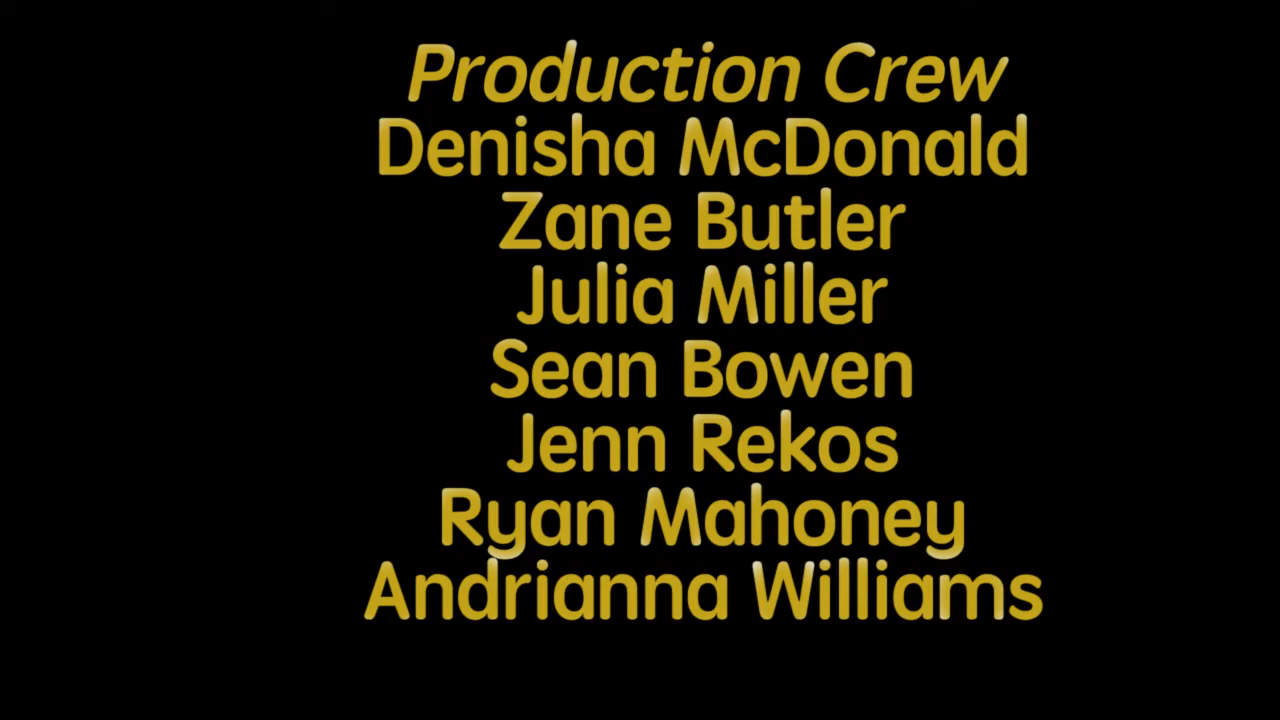 Production Crew
Denisha McDonald
Zane Butler
Julia Miller
Sean Bowen
Jenn Rekos
Ryan Mahoney
Andrianna Williams